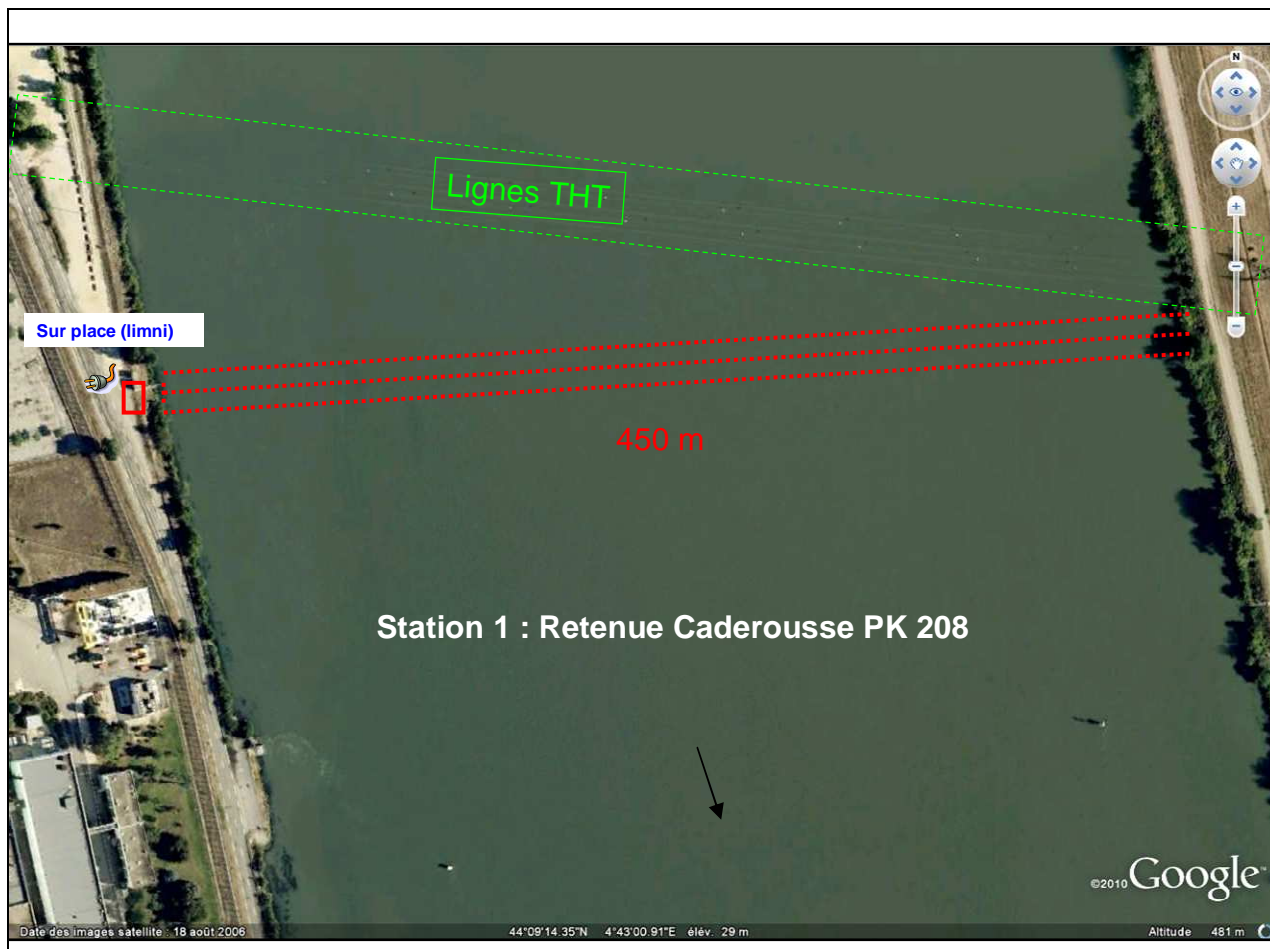 N
Lignes THT
Sur place (limni)
450 m
Station 1 : Retenue Caderousse PK 208
©2010 Google™
Date des images satellite : 18 août 2006 44°09'14.35"N 4°43'00.91"E élév. 29 m Altitude 481 m